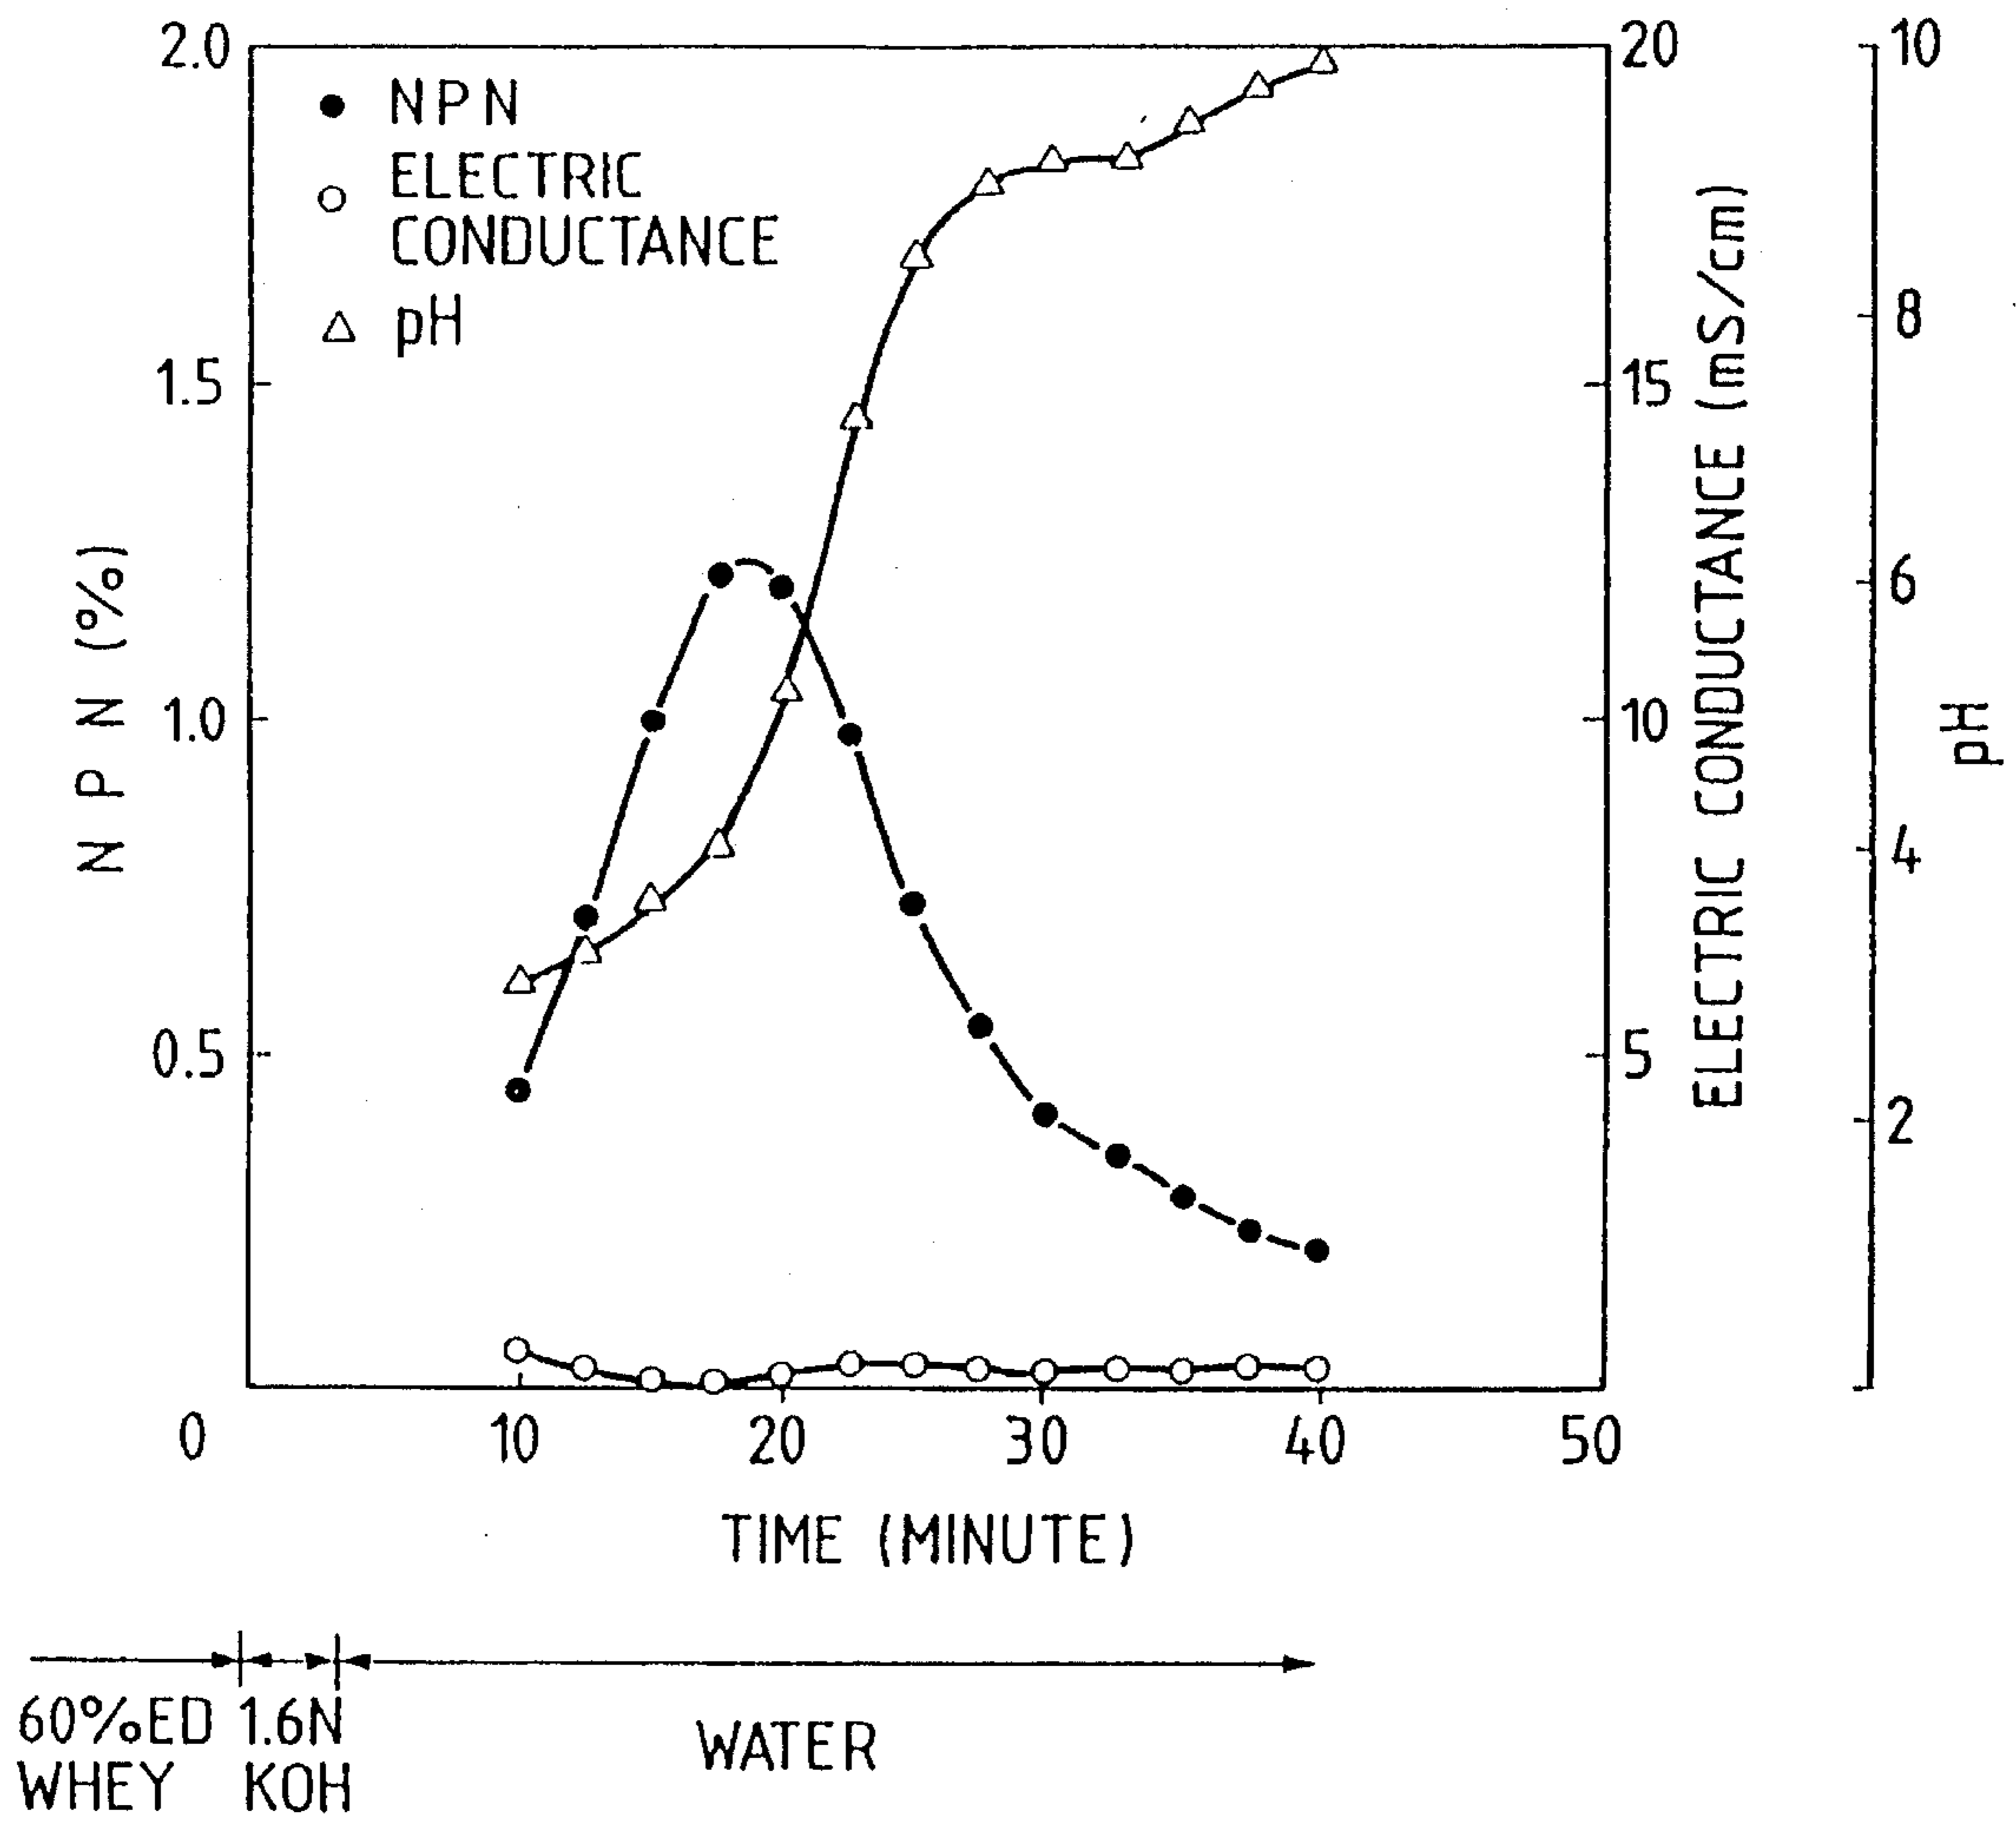 2.0
1.5
1.0
0.5
N P N (%)
● NPN
○ ELECTRIC
CONDUCTANCE
△ pH
20
15
10
5
ELECTRIC CONDUCTANCE (mS/cm)
10
8
6
4
2
pH
0 10 20 30 40 50
TIME (MINUTE)
60%ED 1.6N
WHEY KOH
WATER